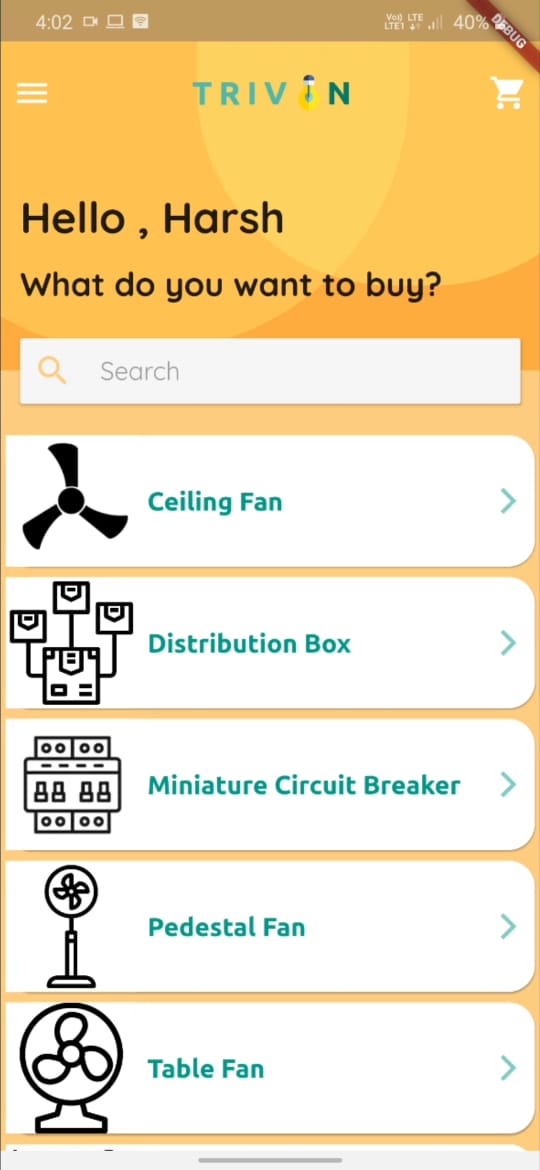 4:02
Vo) LTE
LTE1
40%
DEBUG
TRIVIN
Hello , Harsh
What do you want to buy?
Search
Ceiling Fan
Distribution Box
Miniature Circuit Breaker
Pedestal Fan
Table Fan